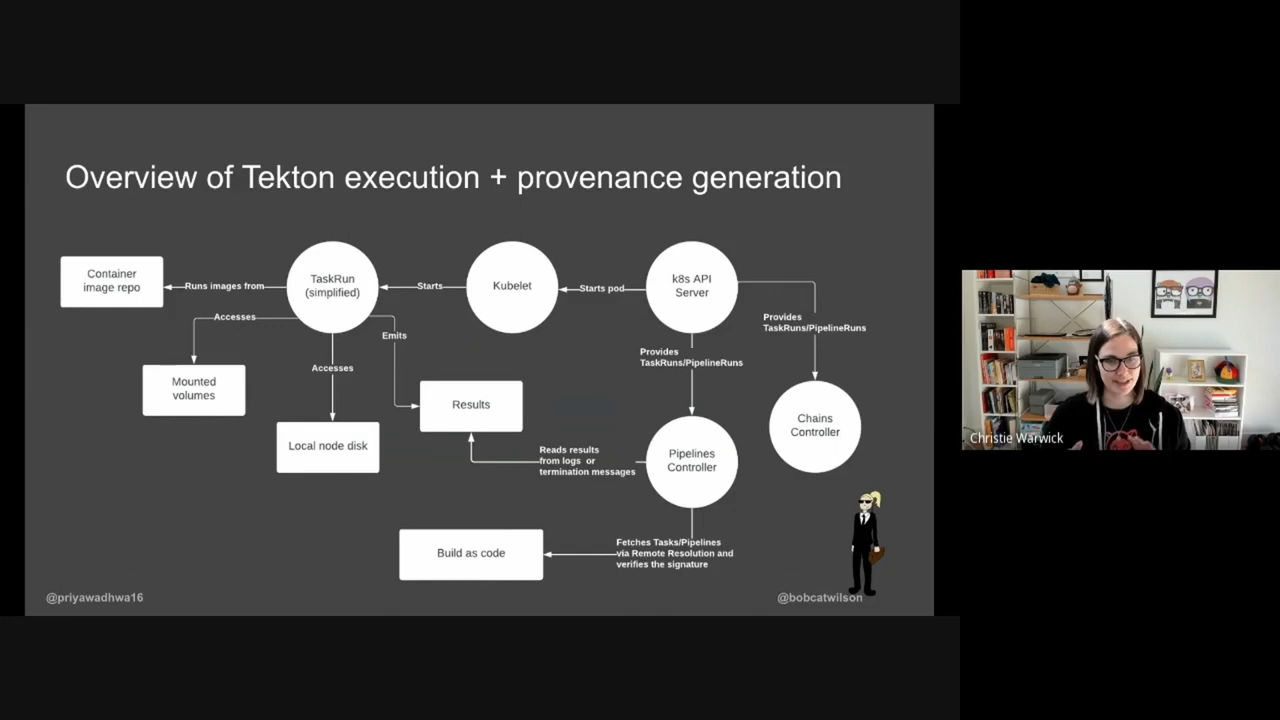 Overview of Tekton execution + provenance generation
Container
image repo
Runs images from
TaskRun
(simplified)
Starts
Kubelet
Starts pod
k8s API
Server
Accesses
Emits
Provides
TaskRuns/PipelineRuns
Provides
TaskRuns/PipelineRuns
Accesses
Mounted
volumes
Results
Chains
Controller
Local node disk
Reads results
from logs or
termination messages
Pipelines
Controller
Build as code
Fetches Tasks/Pipelines
via Remote Resolution and
verifies the signature
@priyawadhwa16
@bobcatwilson
Christie Warwick